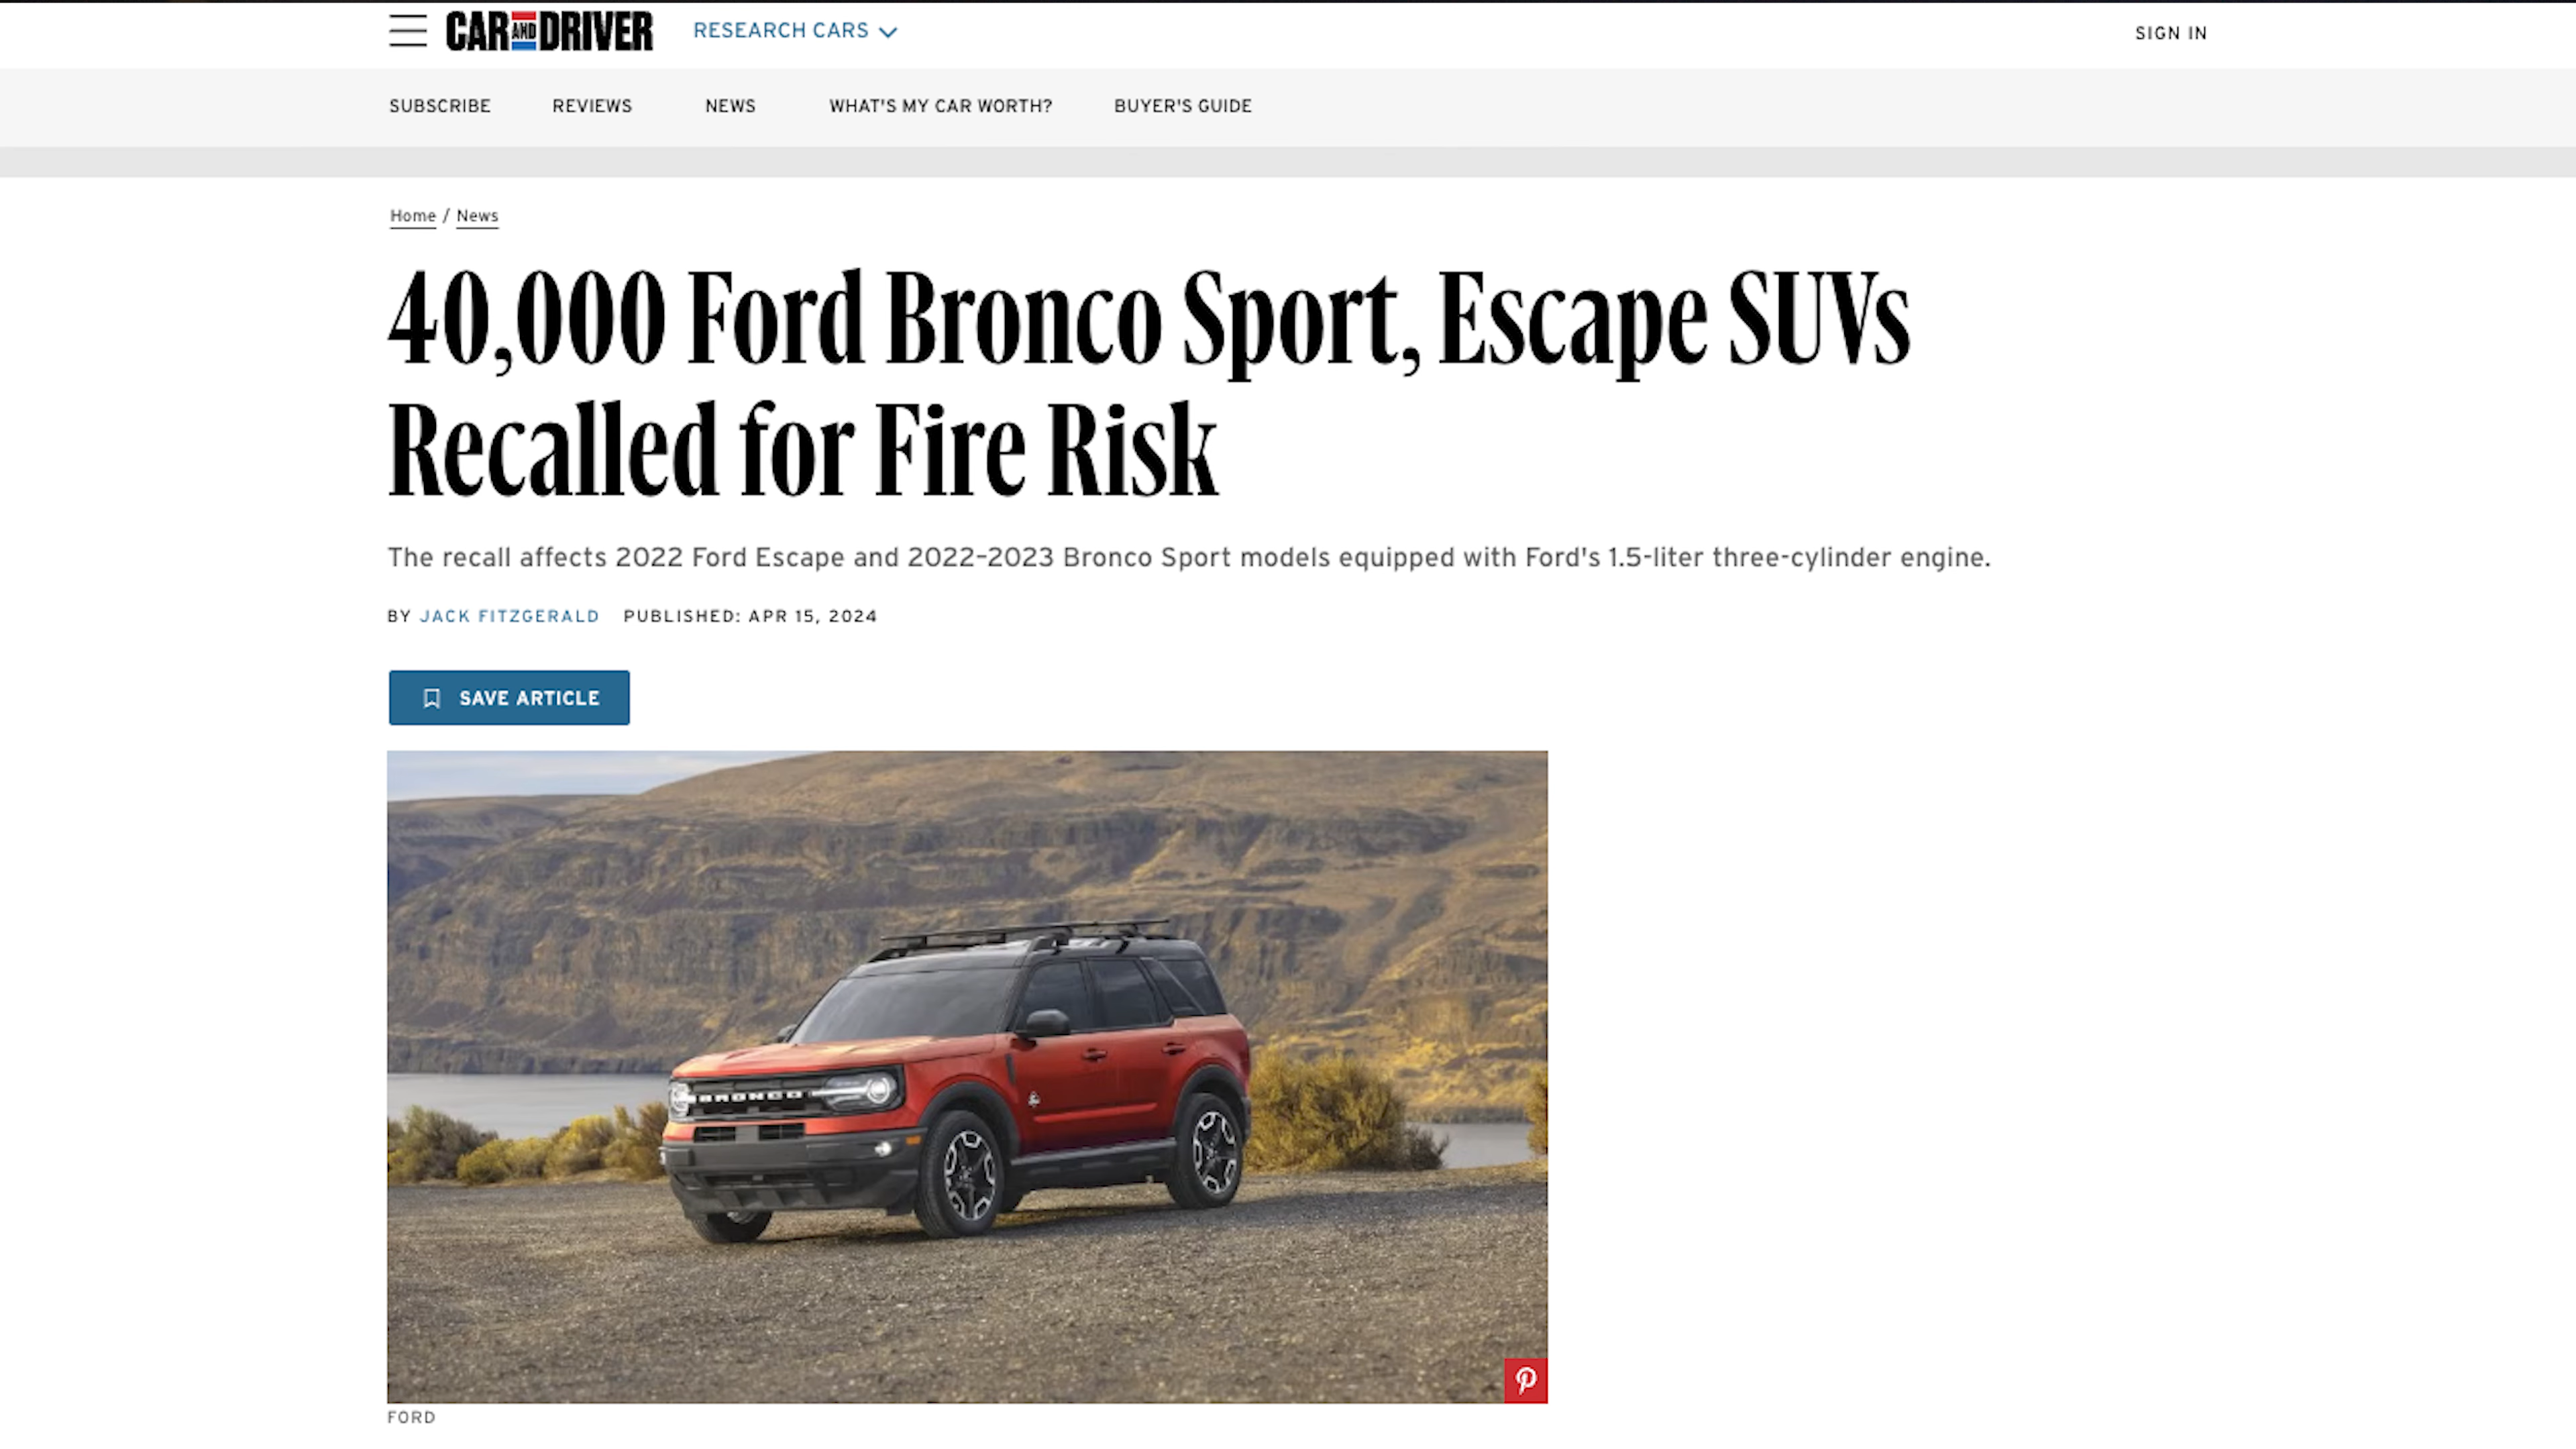 CAR AND DRIVER
RESEARCH CARS
SIGN IN
SUBSCRIBE
REVIEWS
NEWS
WHAT'S MY CAR WORTH?
BUYER'S GUIDE
Home / News
40,000 Ford Bronco Sport, Escape SUVs
Recalled for Fire Risk
The recall affects 2022 Ford Escape and 2022–2023 Bronco Sport models equipped with Ford's 1.5-liter three-cylinder engine.
BY JACK FITZGERALD PUBLISHED: APR 15, 2024
SAVE ARTICLE
BRONCO
FORD